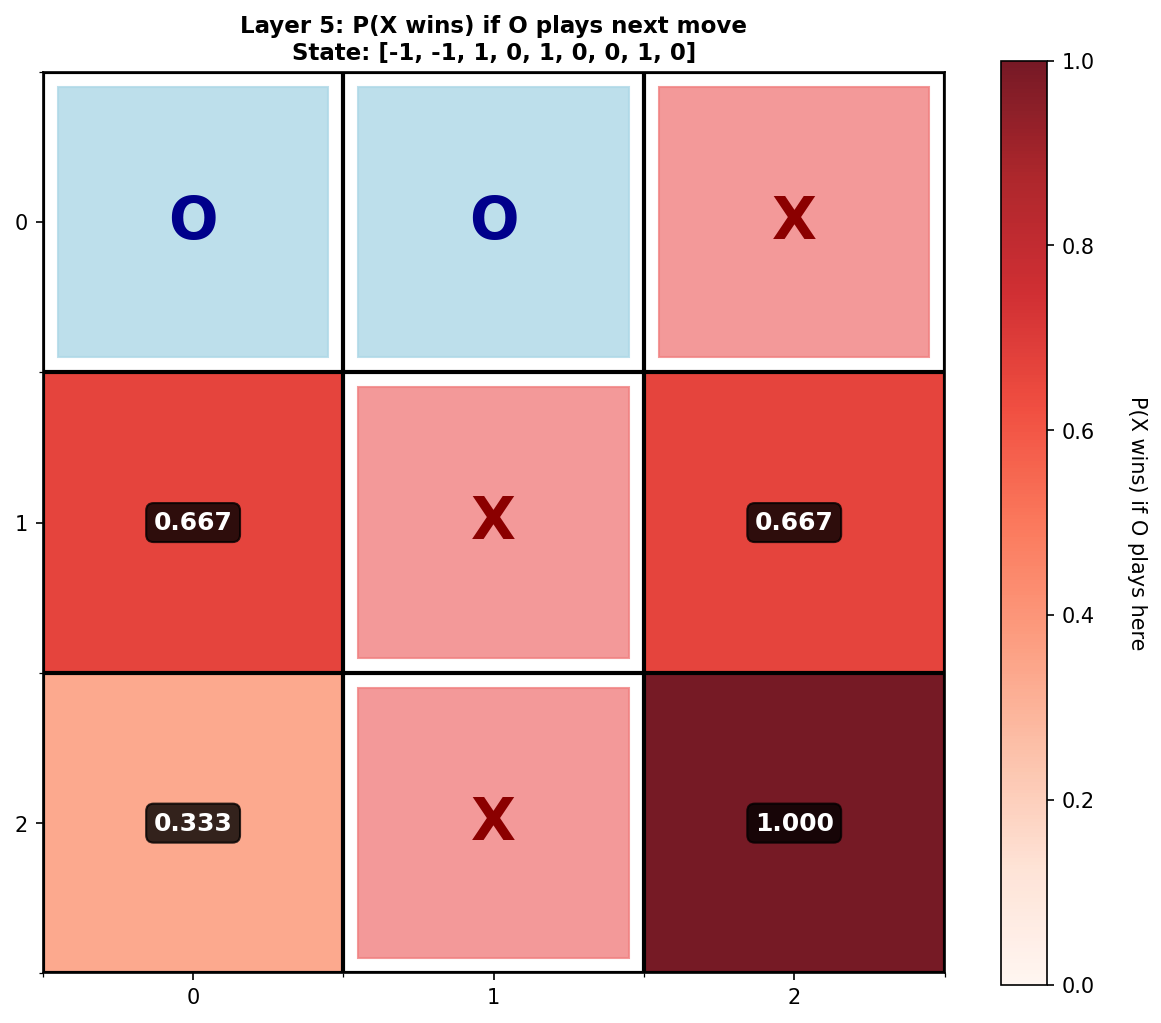 Layer 5: P(X wins) if O plays next move
State: [-1, -1, 1, 0, 1, 0, 0, 1, 0]
1.0
0.8
0.6
0.4
0.2
0.0
P(X wins) if O plays here
0
O
O
X
1
0.667
X
0.667
2
0.333
X
1.000
0
1
2